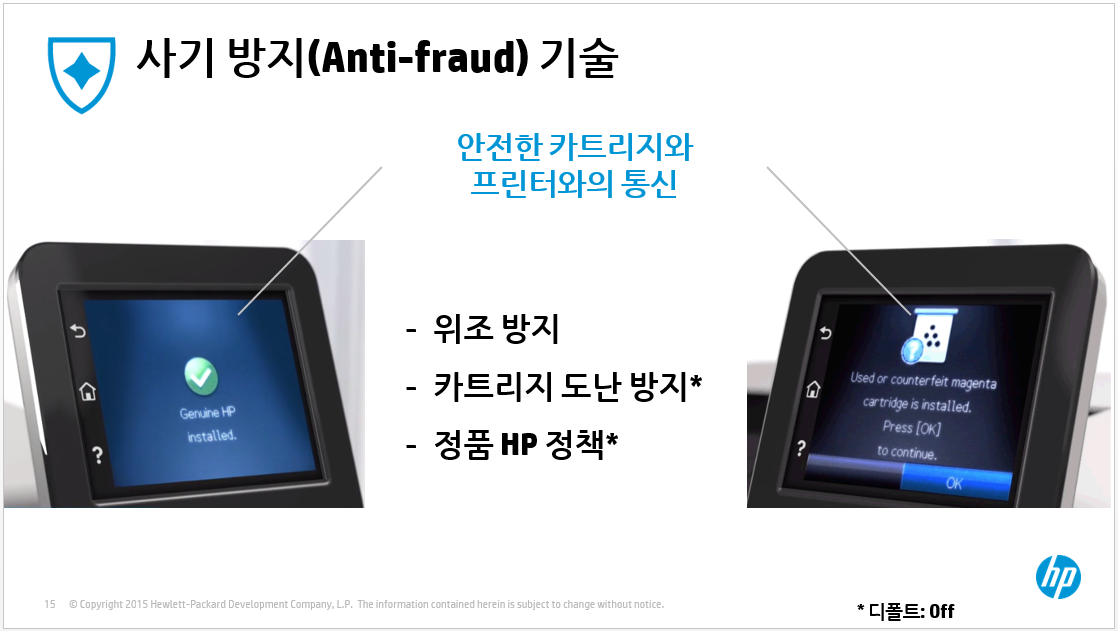 사기 방지(Anti-fraud) 기술
안전한 카트리지와
프린터와의 통신
Genuine HP
installed.
?
- 위조 방지
- 카트리지 도난 방지*
- 정품 HP 정책*
Used or counterfeit magenta
cartridge is installed.
Press [OK]
to continue.
OK
?
hp
15 © Copyright 2015 Hewlett-Packard Development Company, L.P. The information contained herein is subject to change without notice.
* 디폴트: Off